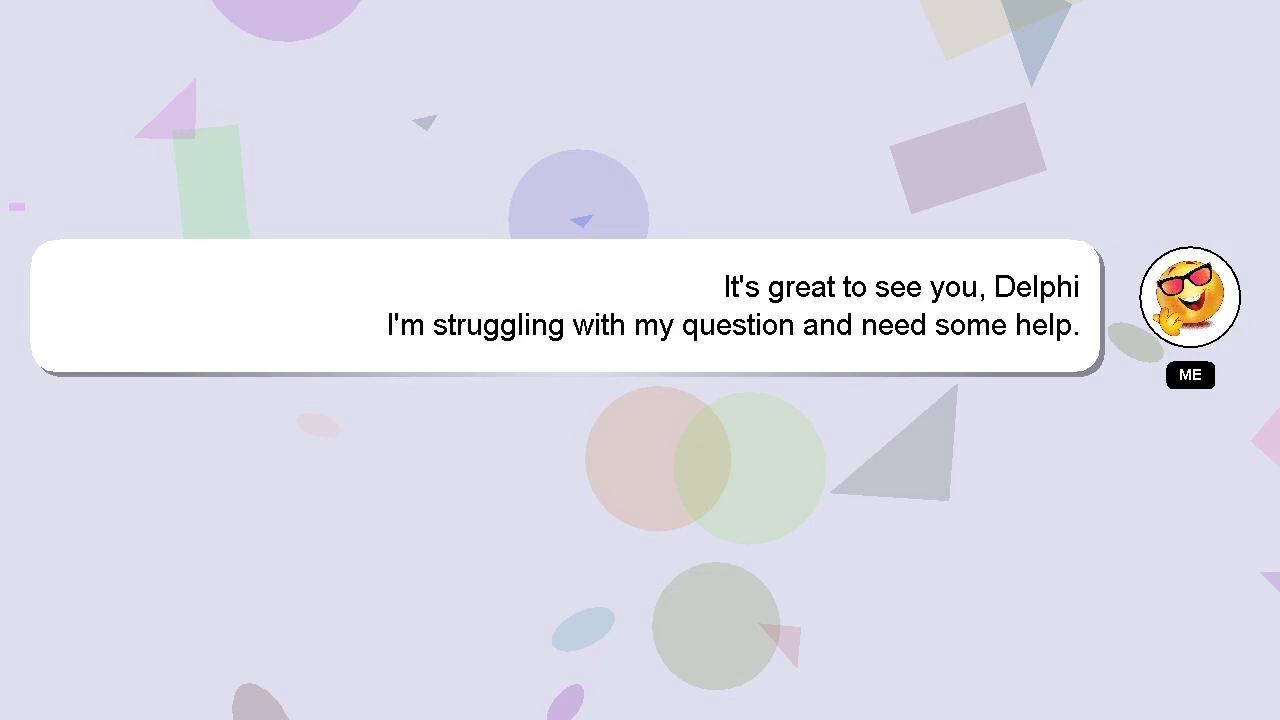 It's great to see you, Delphi
I'm struggling with my question and need some help.
ME